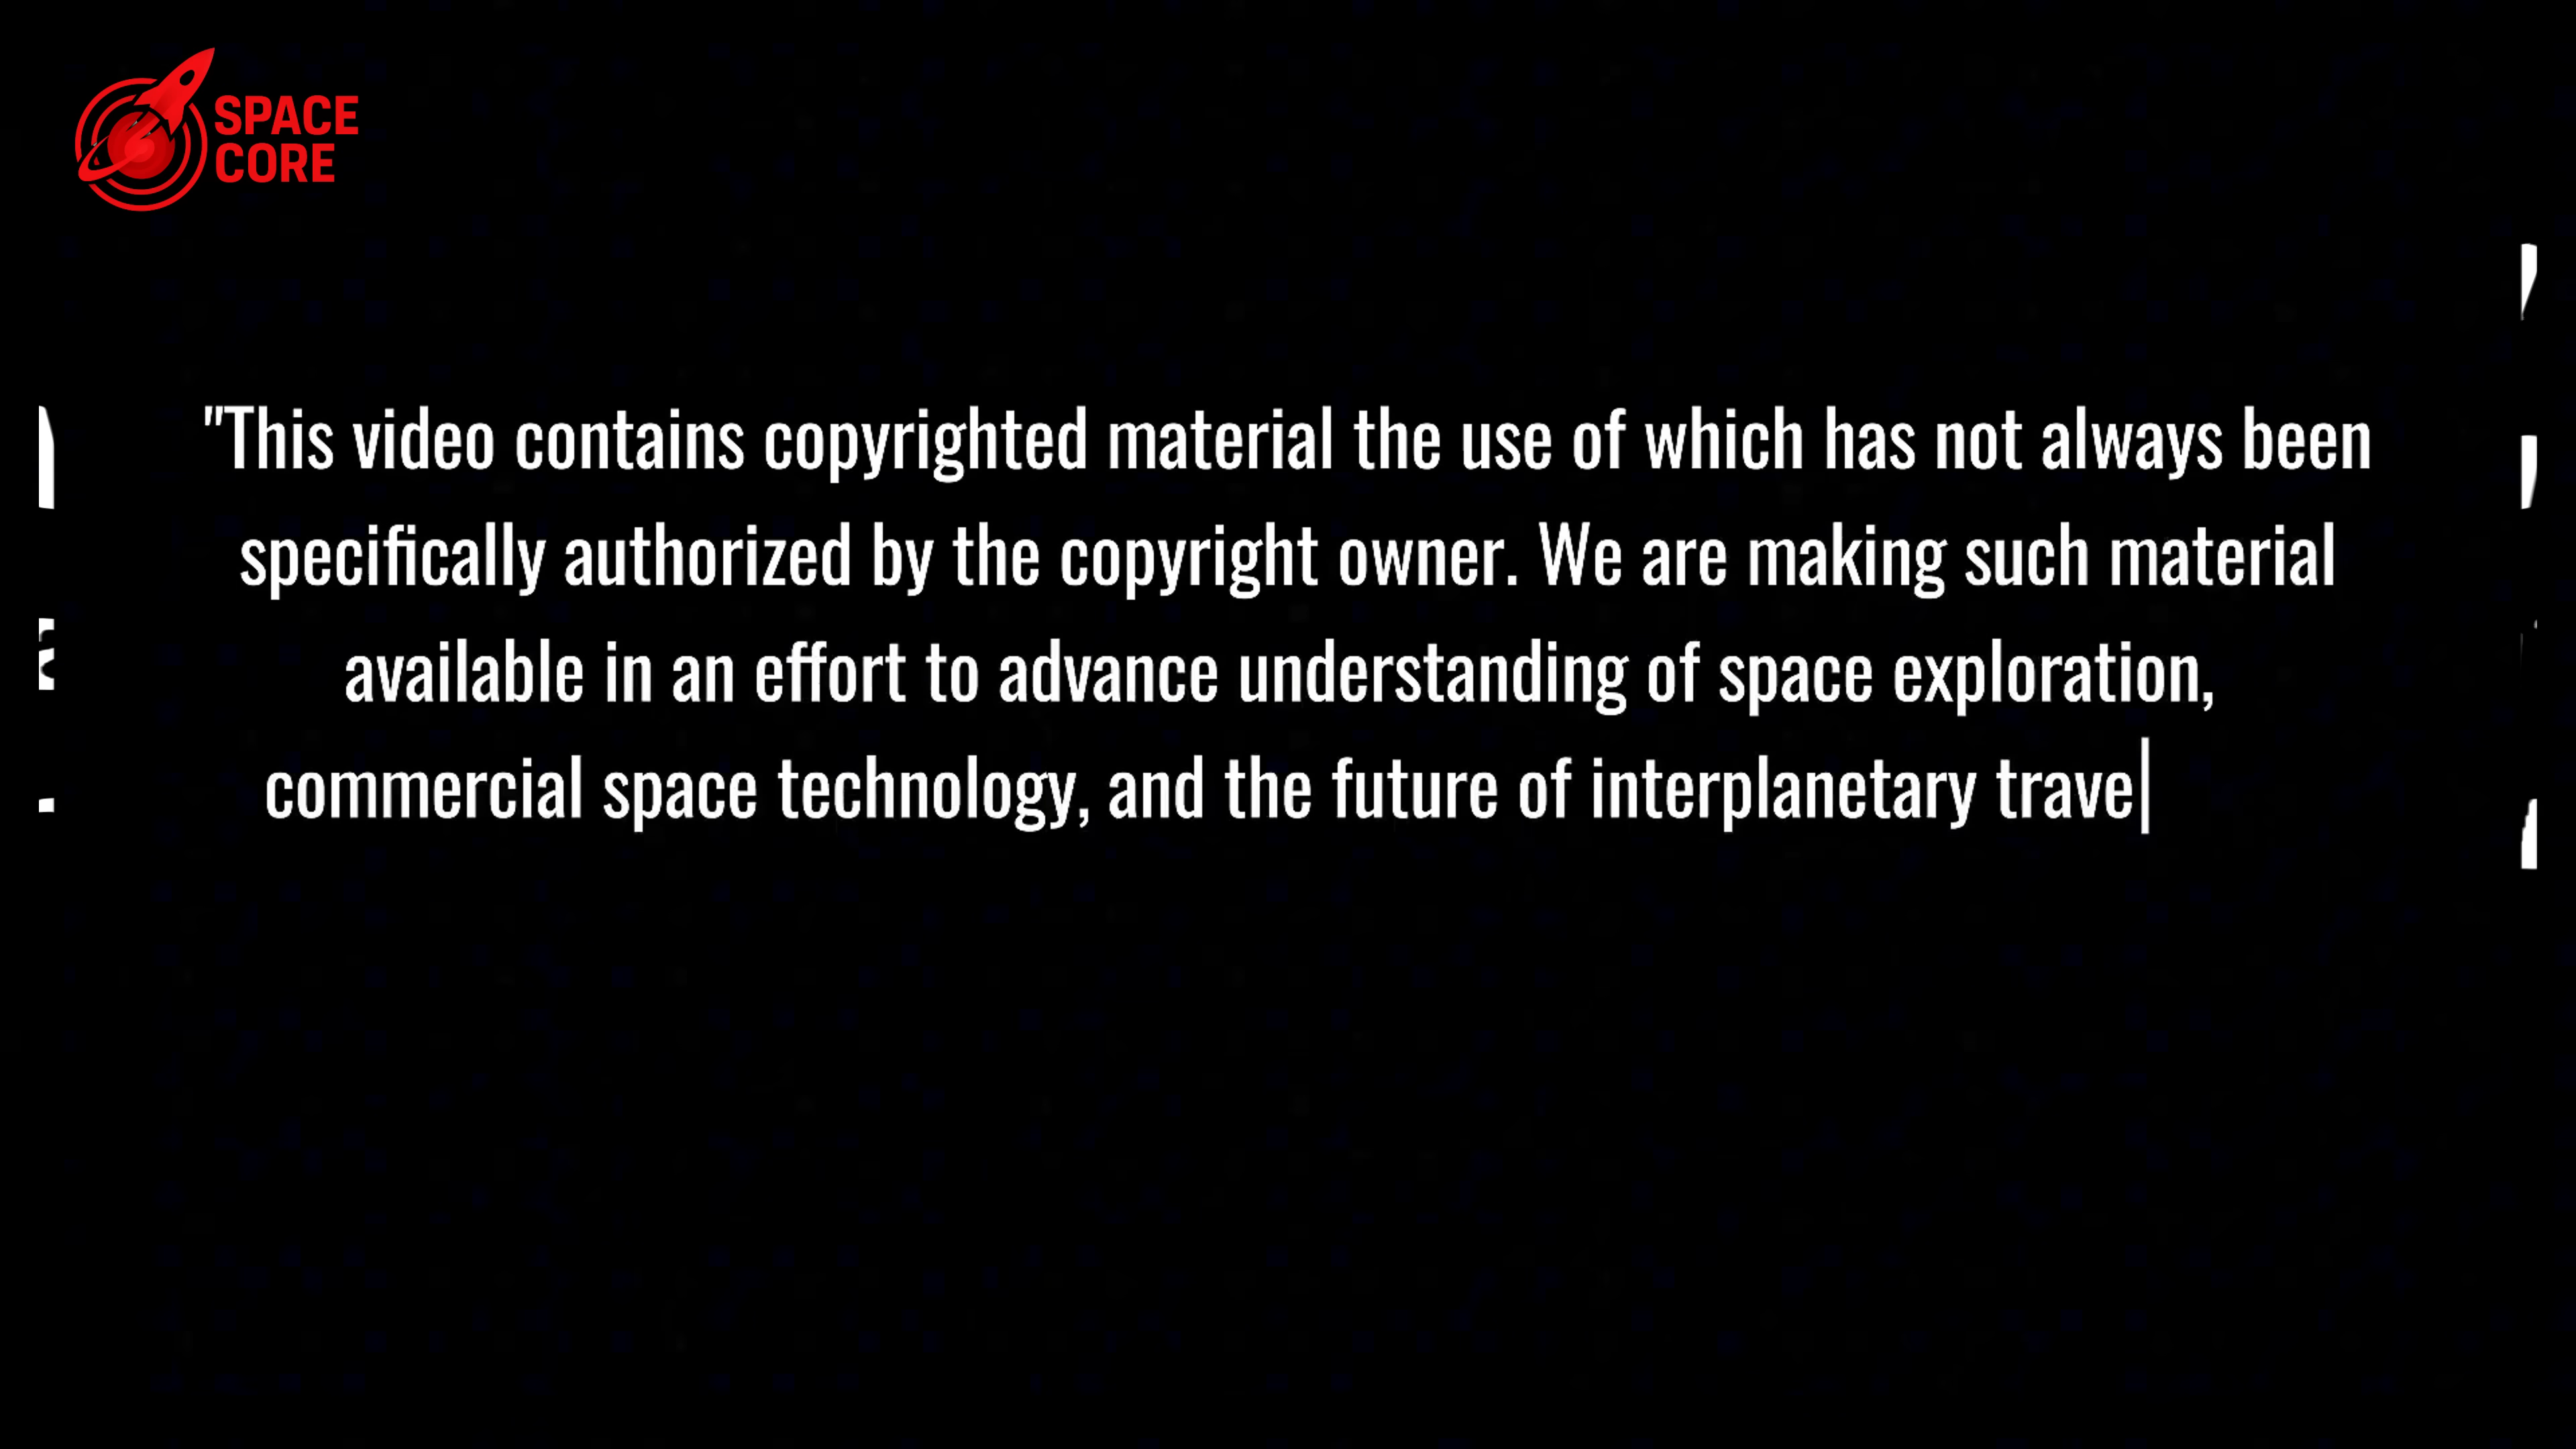 SPACE
CORE
"This video contains copyrighted material the use of which has not always been
specifically authorized by the copyright owner. We are making such material
available in an effort to advance understanding of space exploration,
commercial space technology, and the future of interplanetary trave